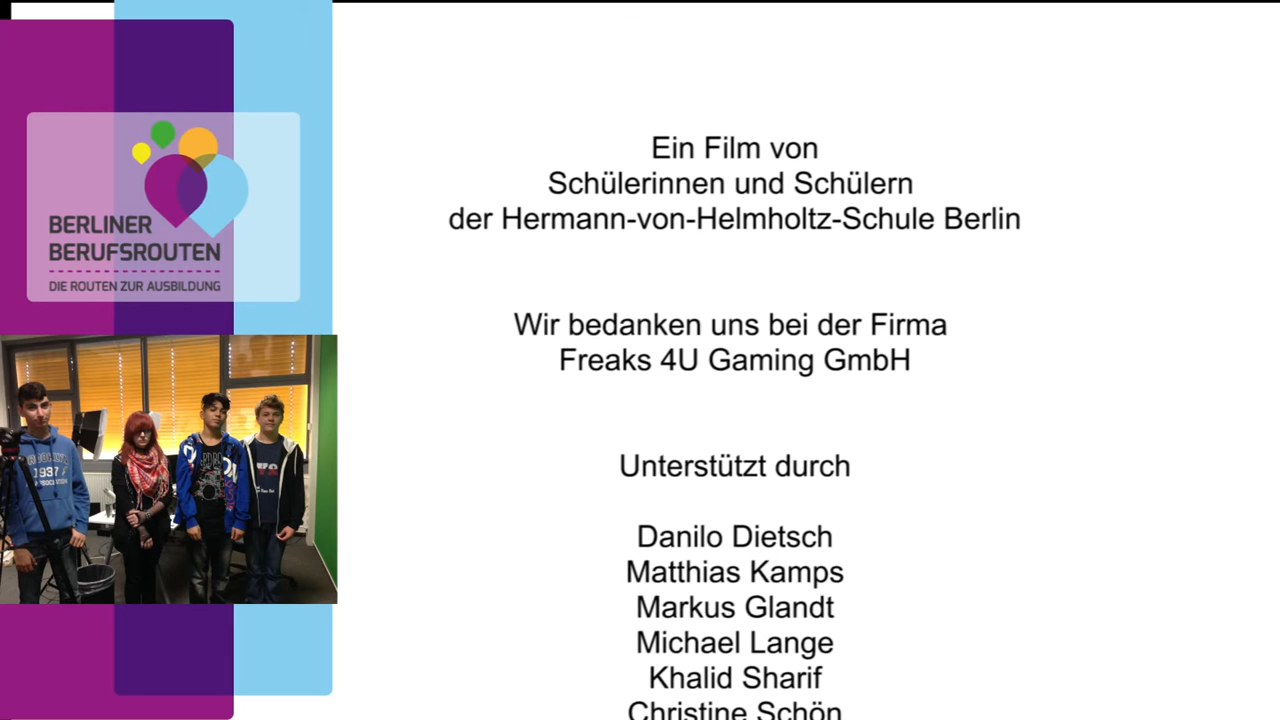 BERLINER
BERUFSROUTEN
DIE ROUTEN ZUR AUSBILDUNG
Ein Film von
Schülerinnen und Schülern
der Hermann-von-Helmholtz-Schule Berlin
Wir bedanken uns bei der Firma
Freaks 4U Gaming GmbH
Unterstützt durch
Danilo Dietsch
Matthias Kamps
Markus Glandt
Michael Lange
Khalid Sharif
Christine Schön
1937